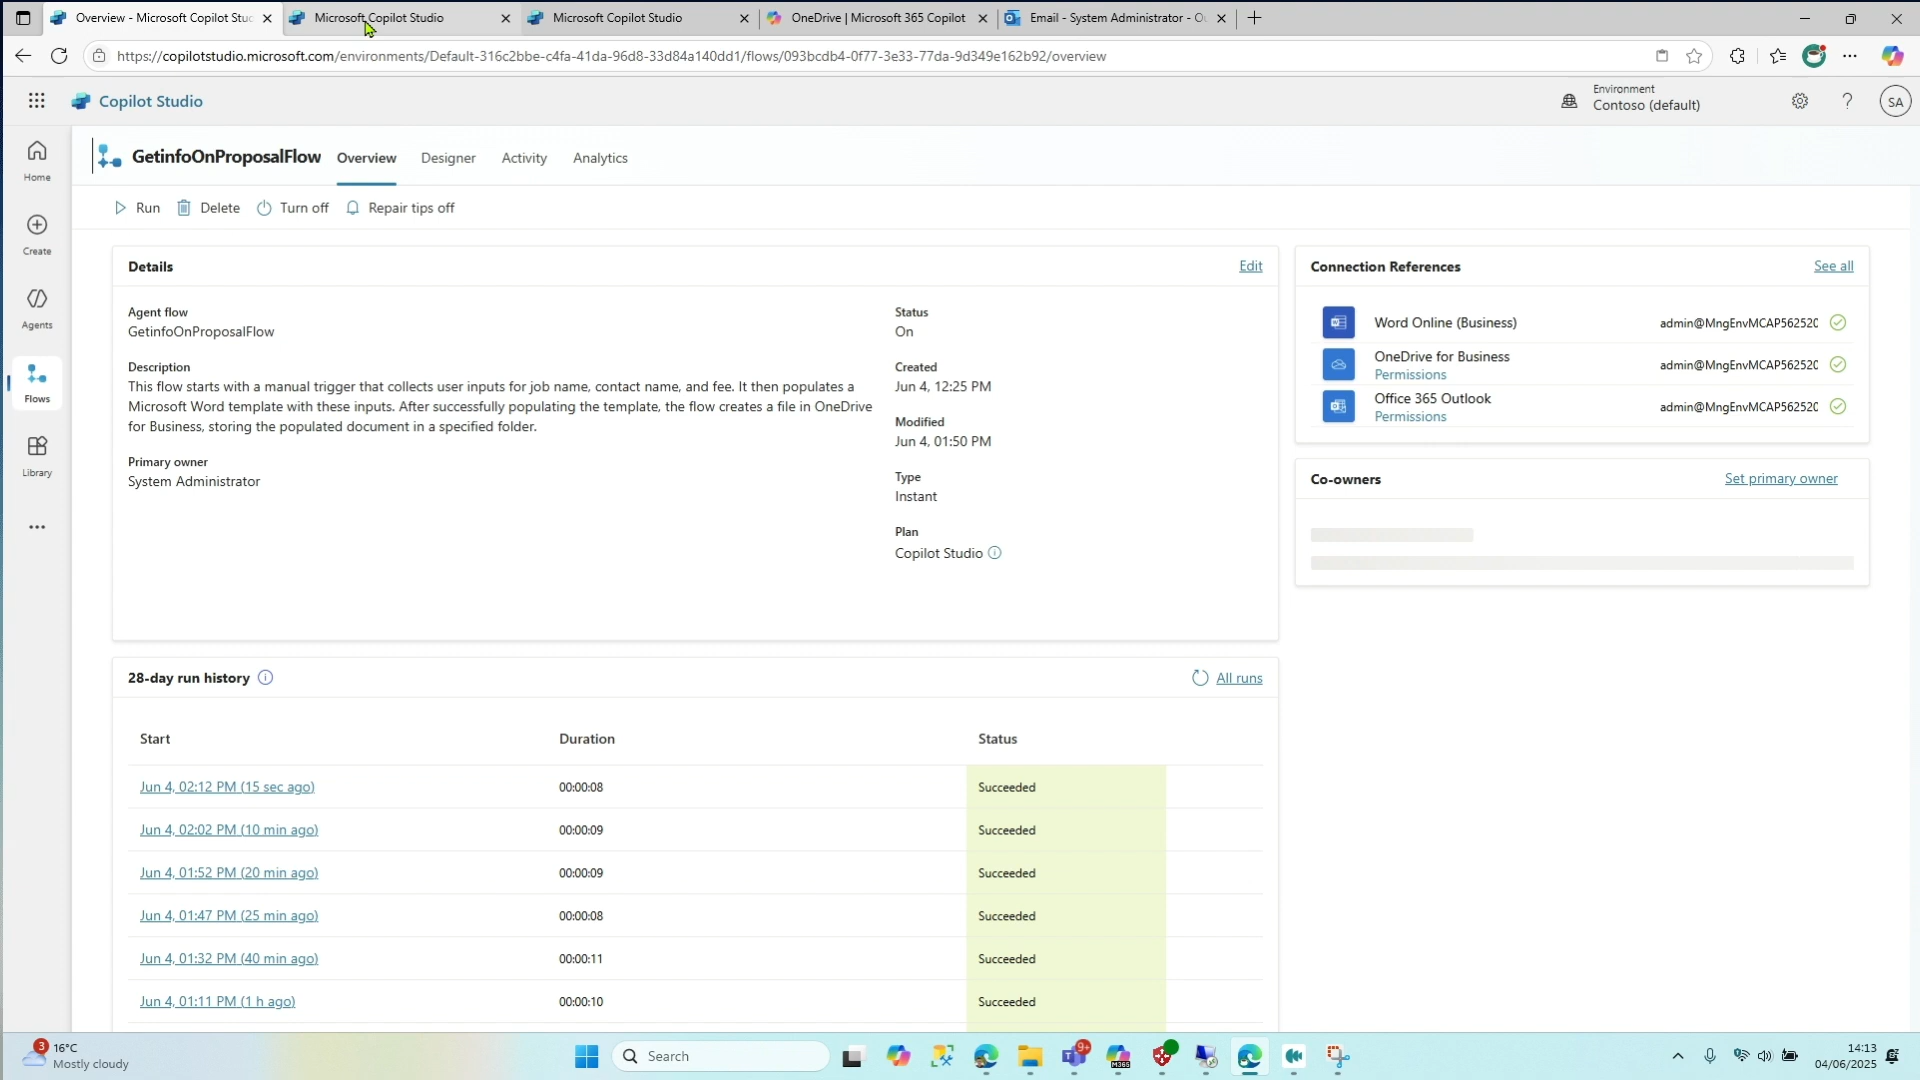 Overview - Microsoft Copilot Stu
Microsoft Copilot Studio
Microsoft Copilot Studio
OneDrive | Microsoft 365 Copilot
Email - System Administrator - O
https://copilotstudio.microsoft.com/environments/Default-316c2bbe-c4fa-41da-96d8-33d84a140dd1/flows/093bcdb4-0f77-3e33-77da-9d349e162b92/overview
Copilot Studio
Environment
Contoso (default)
SA
Home
Create
Agents
Flows
Library
GetinfoOnProposalFlow
Overview
Designer
Activity
Analytics
Run
Delete
Turn off
Repair tips off
Details
Edit
Agent flow
GetinfoOnProposalFlow
Description
This flow starts with a manual trigger that collects user inputs for job name, contact name, and fee. It then populates a
Microsoft Word template with these inputs. After successfully populating the template, the flow creates a file in OneDrive
for Business, storing the populated document in a specified folder.
Primary owner
System Administrator
Status
On
Created
Jun 4, 12:25 PM
Modified
Jun 4, 01:50 PM
Type
Instant
Plan
Copilot Studio
Connection References
See all
Word Online (Business)
admin@MngEnvMCAP562520
OneDrive for Business
Permissions
admin@MngEnvMCAP562520
Office 365 Outlook
Permissions
admin@MngEnvMCAP562520
Co-owners
Set primary owner
28-day run history
All runs
Start Duration Status
Jun 4, 02:12 PM (15 sec ago) 00:00:08 Succeeded
Jun 4, 02:02 PM (10 min ago) 00:00:09 Succeeded
Jun 4, 01:52 PM (20 min ago) 00:00:09 Succeeded
Jun 4, 01:47 PM (25 min ago) 00:00:08 Succeeded
Jun 4, 01:32 PM (40 min ago) 00:00:11 Succeeded
Jun 4, 01:11 PM (1 h ago) 00:00:10 Succeeded
3
16°C
Mostly cloudy
Search
9+
M365
14:13
04/06/2025